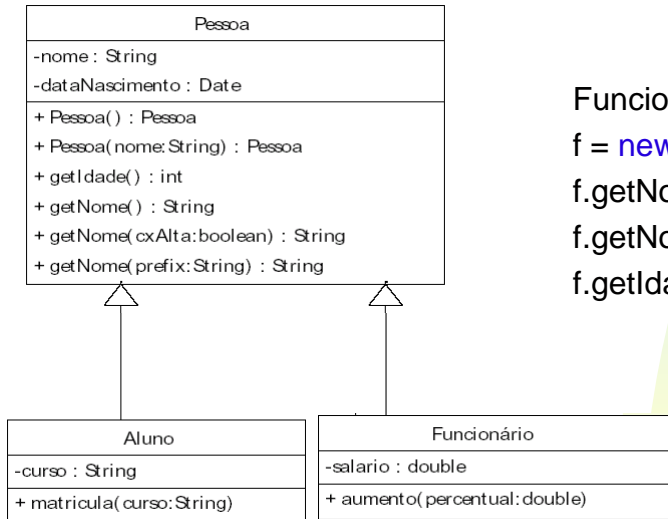 Pessoa
-nome : String
-dataNascimento : Date
+ Pessoa() : Pessoa
+ Pessoa(nome:String) : Pessoa
+ getIdade() : int
+ getNome() : String
+ getNome(cxAlta:boolean) : String
+ getNome(prefix:String) : String
Aluno
-curso : String
+ matricula(curso:String)
Funcionário
-salario : double
+ aumento(percentual:double)
f =